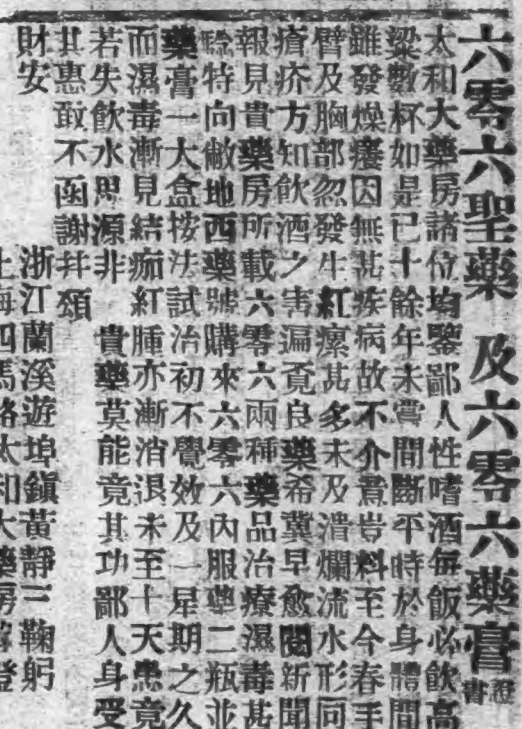 六零六聖藥 及六零六藥膏證書
太和大藥房諸位均鑒鄙人性嗜酒每飯必飲高
粱數杯如是已十餘年未嘗間斷平時於身體間
雖發燥癢因無甚疾病故不介意豈料至今春手
臂及胸部忽發生紅瘰甚多未及潰爛流水形同
瘡疥方知飲酒之害遍覓良藥希冀早愈閱新聞
報見貴藥房所載六零六兩種藥品治療濕毒甚
特向敝地西藥號購來六零六內服藥二瓶並
藥膏一大盒按法試治初不覺效及一星期之久
而濕毒漸見結痂紅腫亦漸消退未至十天患竟
若失飲水思源非 貴藥莫能竟其功鄙人身受
其惠敢不函謝并頌
財安 浙江蘭溪遊埠鎮黃靜三鞠躬
上海四馬路太和大藥房